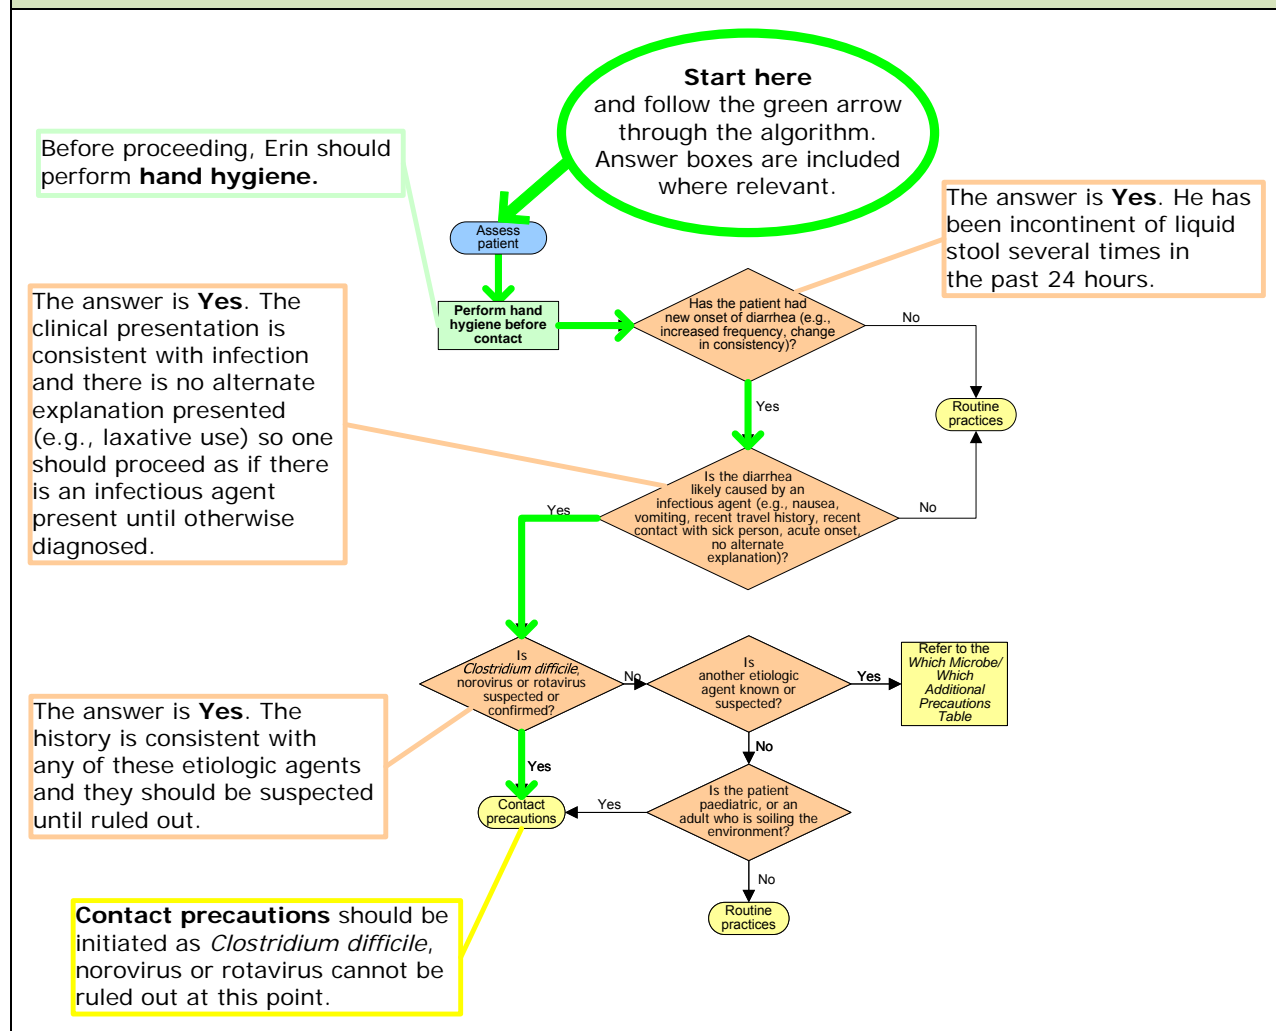 Start here
and follow the green arrow
through the algorithm.
Answer boxes are included
where relevant.
Before proceeding, Erin should
perform hand hygiene.
The answer is Yes. He has
been incontinent of liquid
stool several times in
the past 24 hours.
Assess
patient
Perform hand
hygiene before
contact
Has the patient had
new onset of diarrhea (e.g.,
increased frequency, change
in consistency)?
No
Yes
Routine
practices
The answer is Yes. The
clinical presentation is
consistent with infection
and there is no alternate
explanation presented
(e.g., laxative use) so one
should proceed as if there
is an infectious agent
present until otherwise
diagnosed.
Is the diarrhea
likely caused by an
infectious agent (e.g., nausea,
vomiting, recent travel history, recent
contact with sick person, acute onset,
no alternate
explanation)?
Yes
No
Is
Clostridium difficile,
norovirus or rotavirus
suspected or
confirmed?
No
Is
another etiologic
agent known or
suspected?
Yes
Refer to the
Which Microbe/
Which
Additional
Precautions
Table
The answer is Yes. The
history is consistent with
any of these etiologic agents
and they should be suspected
until ruled out.
Yes
No
Contact
precautions
Yes
Is the patient
paediatric, or an
adult who is soiling the
environment?
No
Routine
practices
Contact precautions should be
initiated as Clostridium difficile,
norovirus or rotavirus cannot be
ruled out at this point.